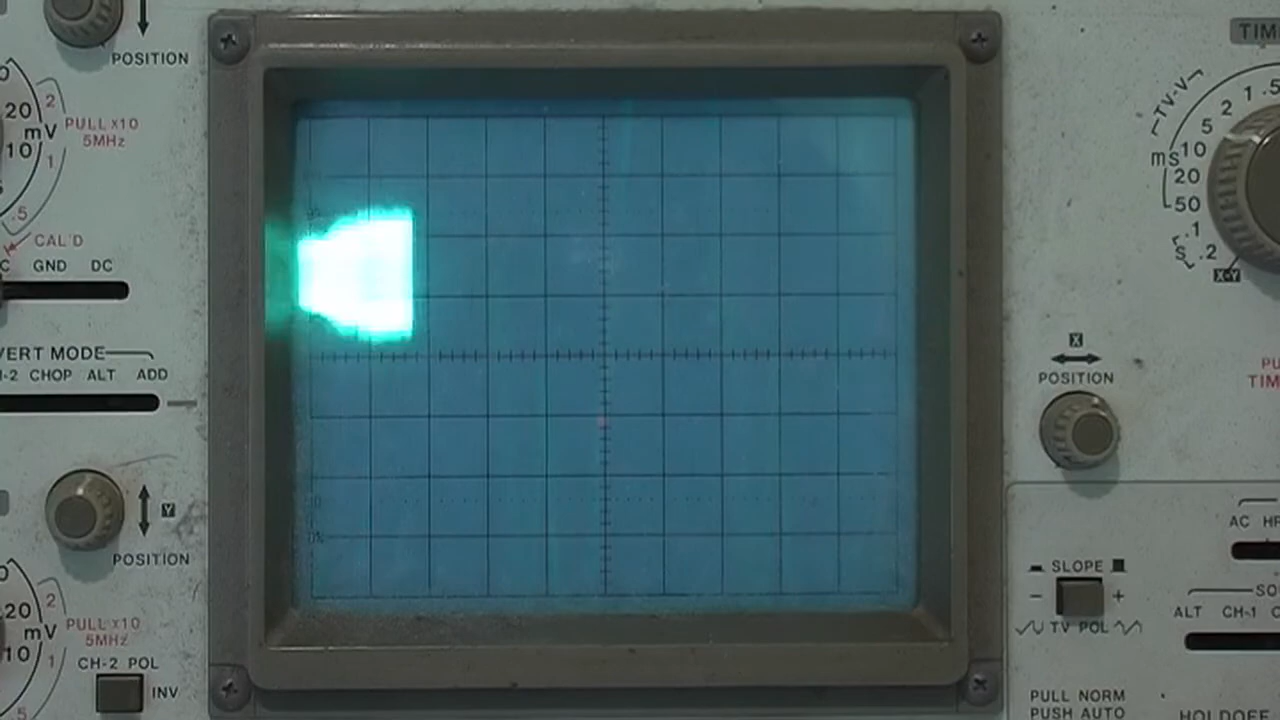 POSITION
20
mV
10
2
PULL x10
5MHz
1
.5
CAL'D
GND DC
VERT MODE
CHOP ALT ADD
Y
POSITION
20
mV
10
2
PULL x10
5MHz
1
CH-2 POL
INV
TV-V
ms
.5
1
2
5
10
20
50
.1
S .2
X-Y
X
POSITION
SLOPE
- +
TV POL
AC
ALT CH-1
PULL NORM
PUSH AUTO
HOLDOFF